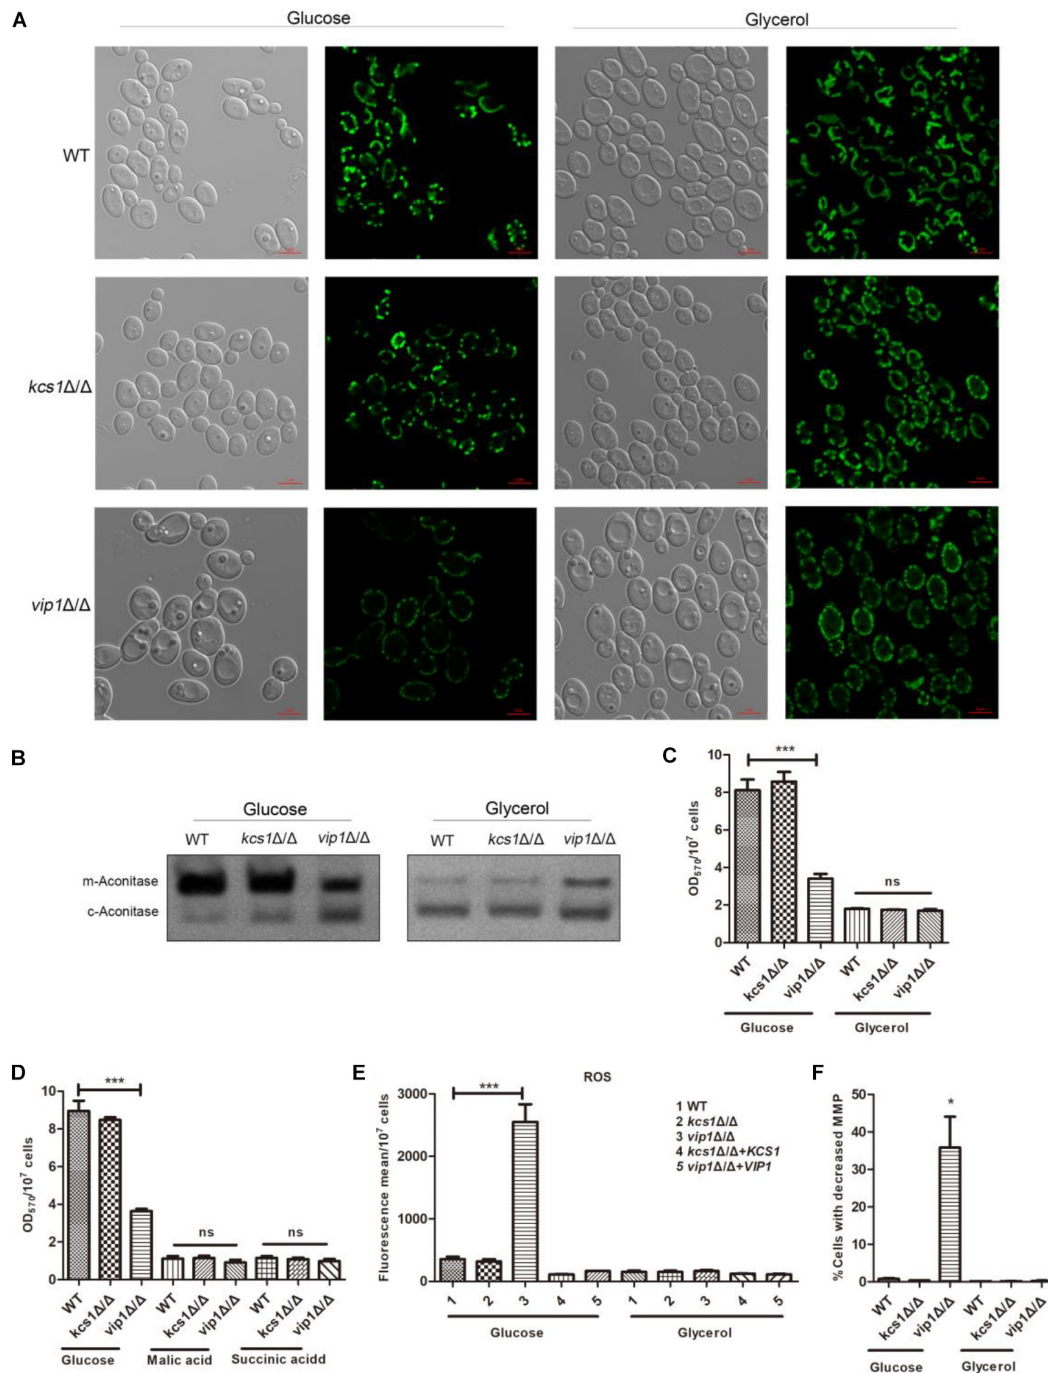 A
Glucose
Glycerol
WT
kcs1Δ/Δ
vip1Δ/Δ
B
Glucose
Glycerol
WT kcs1Δ/Δ vip1Δ/Δ
WT kcs1Δ/Δ vip1Δ/Δ
m-Aconitase
c-Aconitase
C
OD570/10^7 cells
10
8
6
4
2
0
***
ns
WT kcs1Δ/Δ vip1Δ/Δ WT kcs1Δ/Δ vip1Δ/Δ
Glucose Glycerol
D
OD570/10^7 cells
10
8
6
4
2
0
***
ns
ns
WT kcs1Δ/Δ vip1Δ/Δ WT kcs1Δ/Δ vip1Δ/Δ WT kcs1Δ/Δ vip1Δ/Δ
Glucose Malic acid Succinic acidd
E
ROS
Fluorescence mean/10^7 cells
3000
2000
1000
0
***
1 WT
2 kcs1Δ/Δ
3 vip1Δ/Δ
4 kcs1Δ/Δ+KCS1
5 vip1Δ/Δ+VIP1
1 2 3 4 5 1 2 3 4 5
Glucose Glycerol
F
% Cells with decreased MMP
50
40
30
20
10
0
*
WT kcs1Δ/Δ vip1Δ/Δ WT kcs1Δ/Δ vip1Δ/Δ
Glucose Glycerol